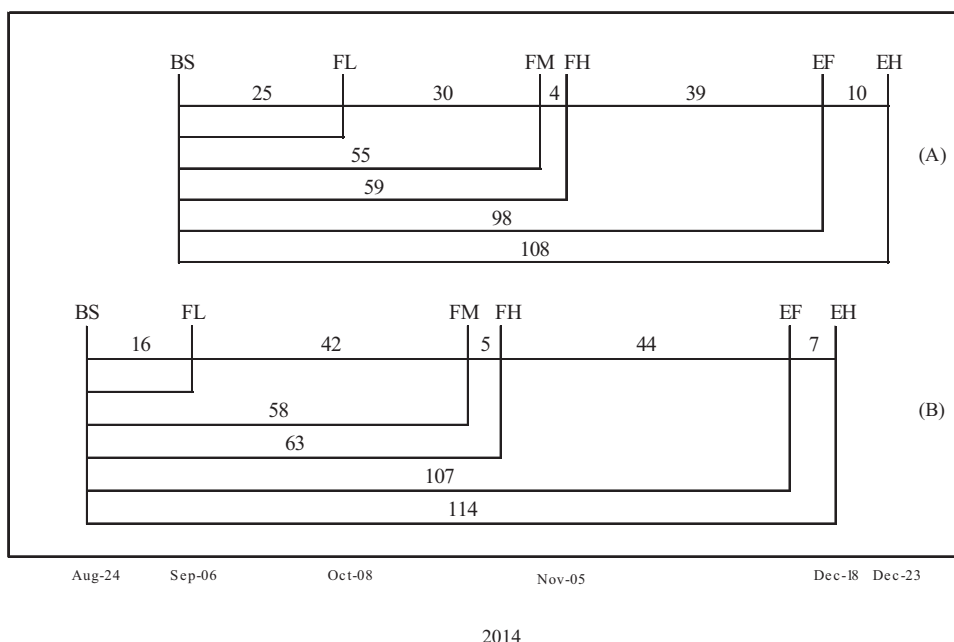 BS FL FM FH EF EH
25 30 4 39 10
55
(A)
59
98
108
BS FL FM FH EF EH
16 42 5 44 7
58
(B)
63
107
114
Aug-24 Sep-06 Oct-08 Nov-05 Dec-18 Dec-23
2014